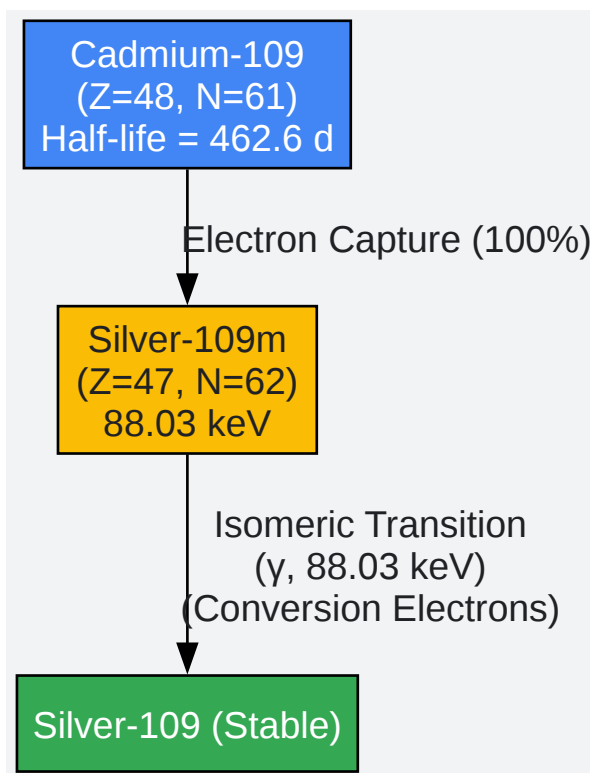 Cadmium-109
(Z=48, N=61)
Half-life = 462.6 d
Electron Capture (100%)
Silver-109m
(Z=47, N=62)
88.03 keV
Isomeric Transition
(γ, 88.03 keV)
(Conversion Electrons)
Silver-109 (Stable)